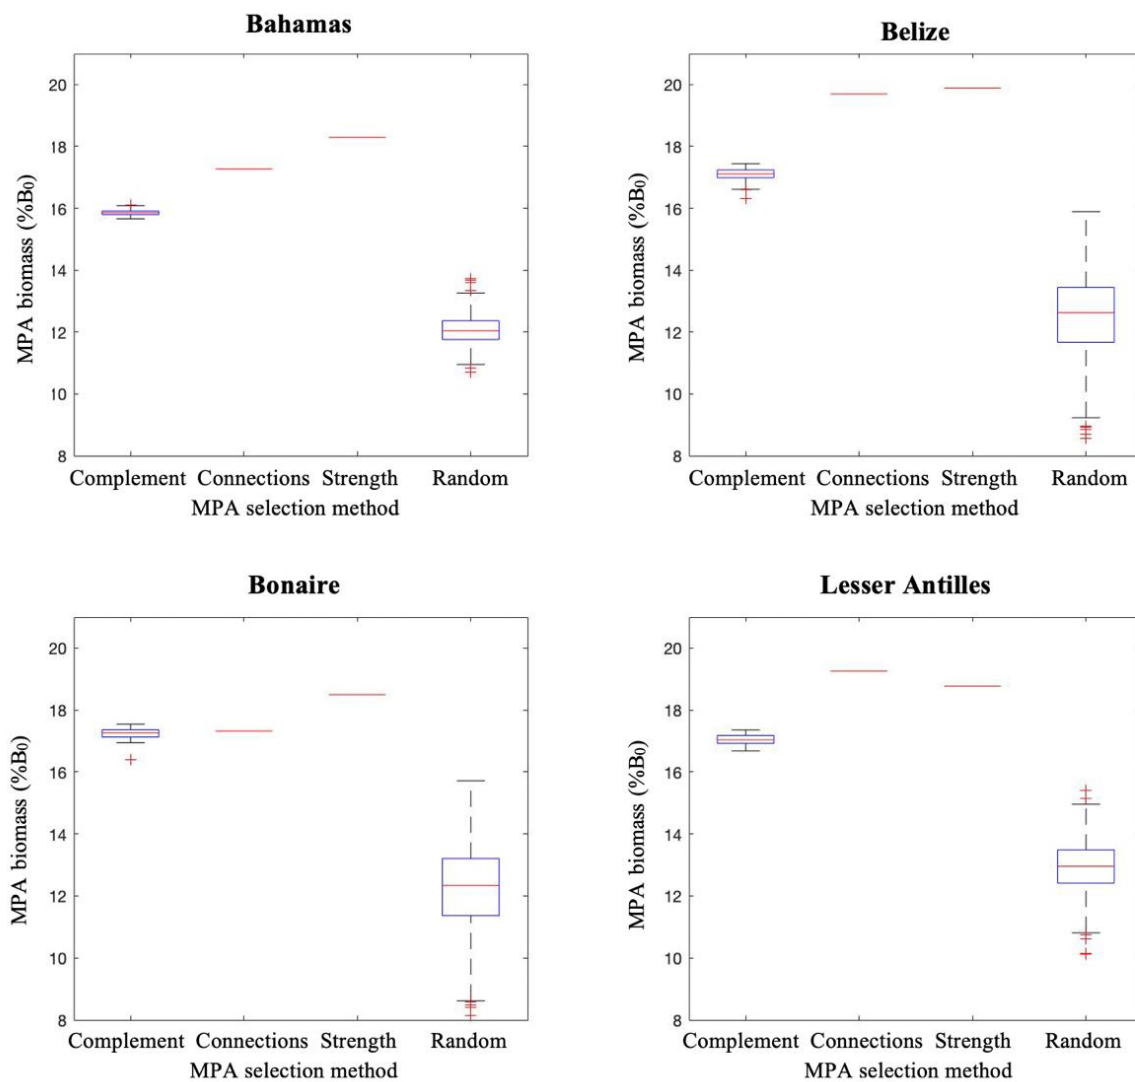 Bahamas
MPA biomass (%B₀)
20
18
16
14
12
10
8
Complement Connections Strength Random
MPA selection method
Belize
MPA biomass (%B₀)
20
18
16
14
12
10
8
Complement Connections Strength Random
MPA selection method
Bonaire
MPA biomass (%B₀)
20
18
16
14
12
10
8
Complement Connections Strength Random
MPA selection method
Lesser Antilles
MPA biomass (%B₀)
20
18
16
14
12
10
8
Complement Connections Strength Random
MPA selection method